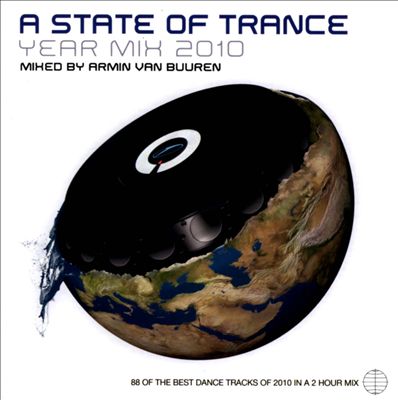 A STATE OF TRANCE
YEAR MIX 2010
MIXED BY ARMIN VAN BUUREN
88 OF THE BEST DANCE TRACKS OF 2010 IN A 2 HOUR MIX